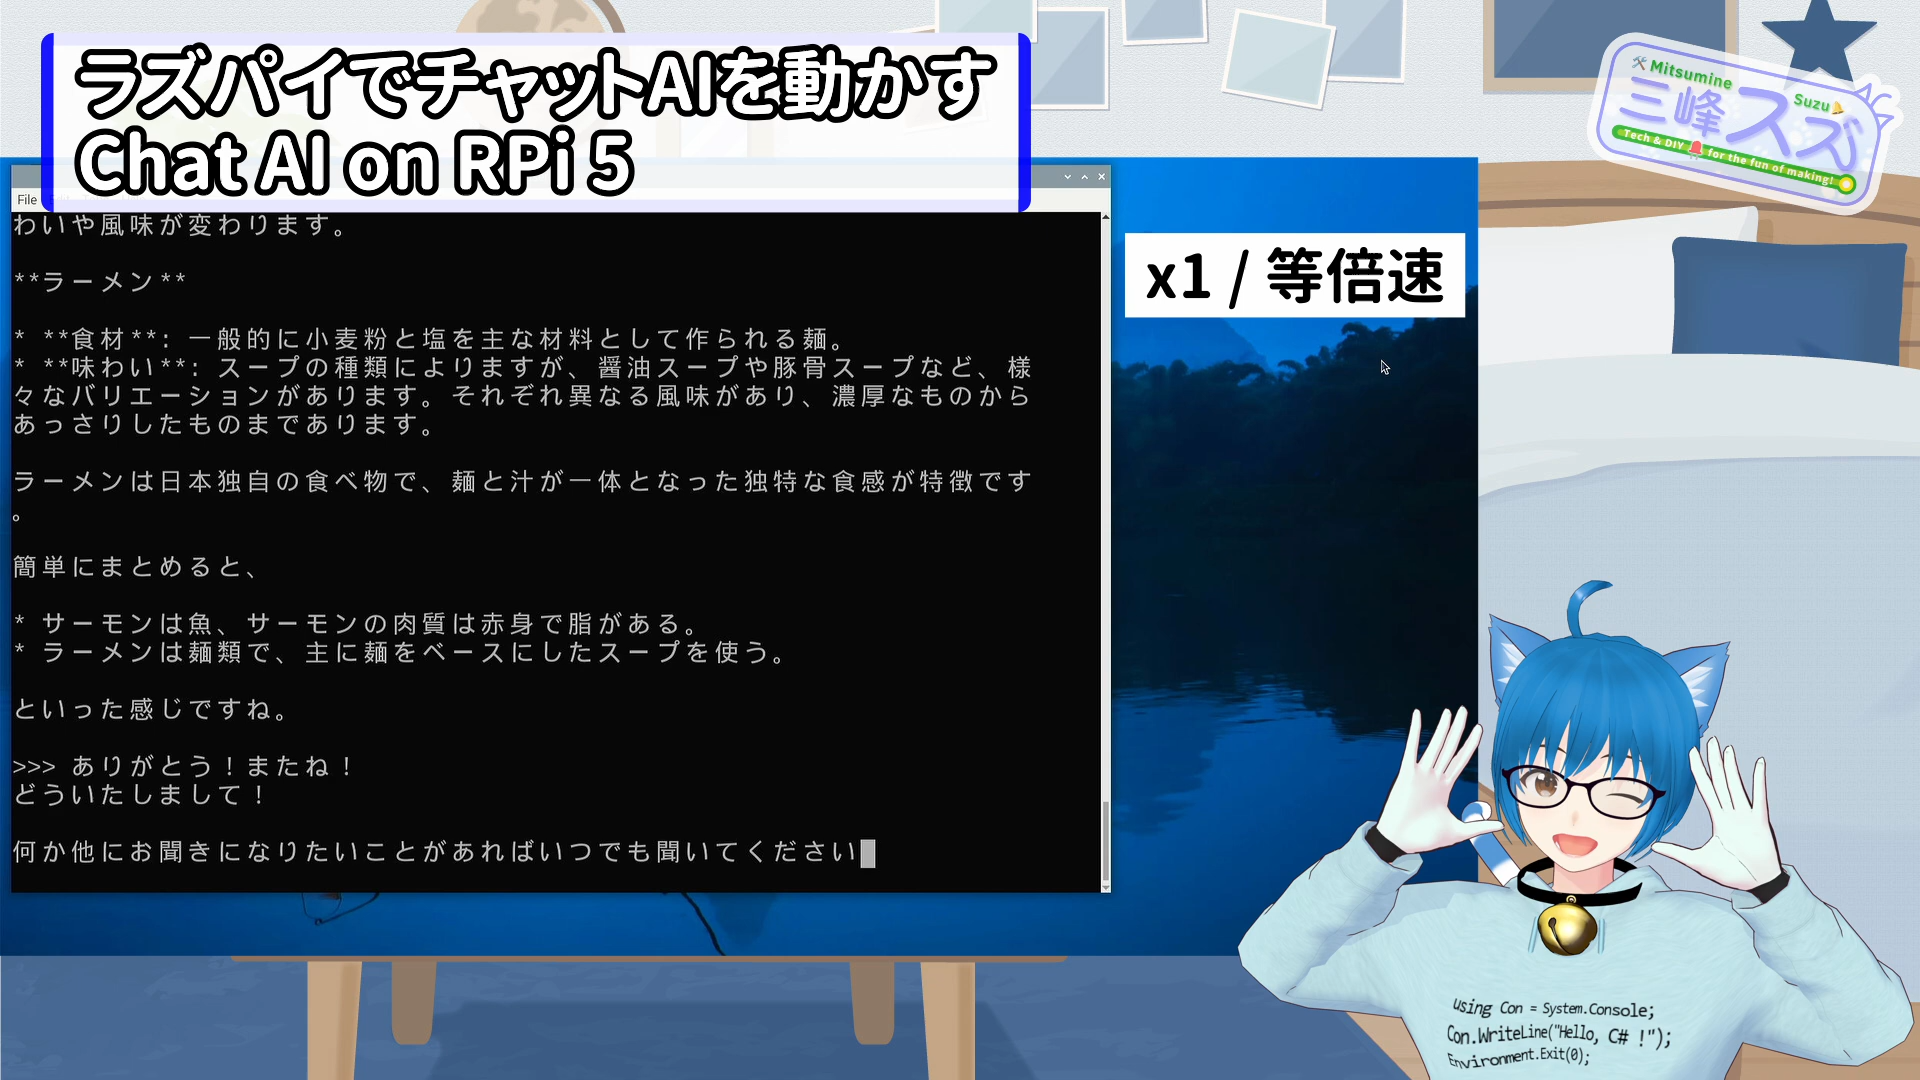 ラズパイでチャットAIを動かす
Chat AI on RPi 5
Mitsumine
Suzu
三峰スズ
Tech & DIY for the fun of making!
x1 / 等倍速
File
わいや風味が変わります。
**ラーメン**
* **食材**: 一般的に小麦粉と塩を主な材料として作られる麺。
* **味わい**: スープの種類によりますが、醤油スープや豚骨スープなど、様
々なバリエーションがあります。それぞれ異なる風味があり、濃厚なものから
あっさりしたものまであります。
ラーメンは日本独自の食べ物で、麺と汁が一体となった独特な食感が特徴です
。
簡単にまとめると、
* サーモンは魚、サーモンの肉質は赤身で脂がある。
* ラーメンは麺類で、主に麺をベースにしたスープを使う。
といった感じですね。
>>> ありがとう！またね！
どういたしまして！
何か他にお聞きになりたいことがあればいつでも聞いてください
using Con = System.Console;
Con.WriteLine("Hello, C# !");
Environment.Exit(0);